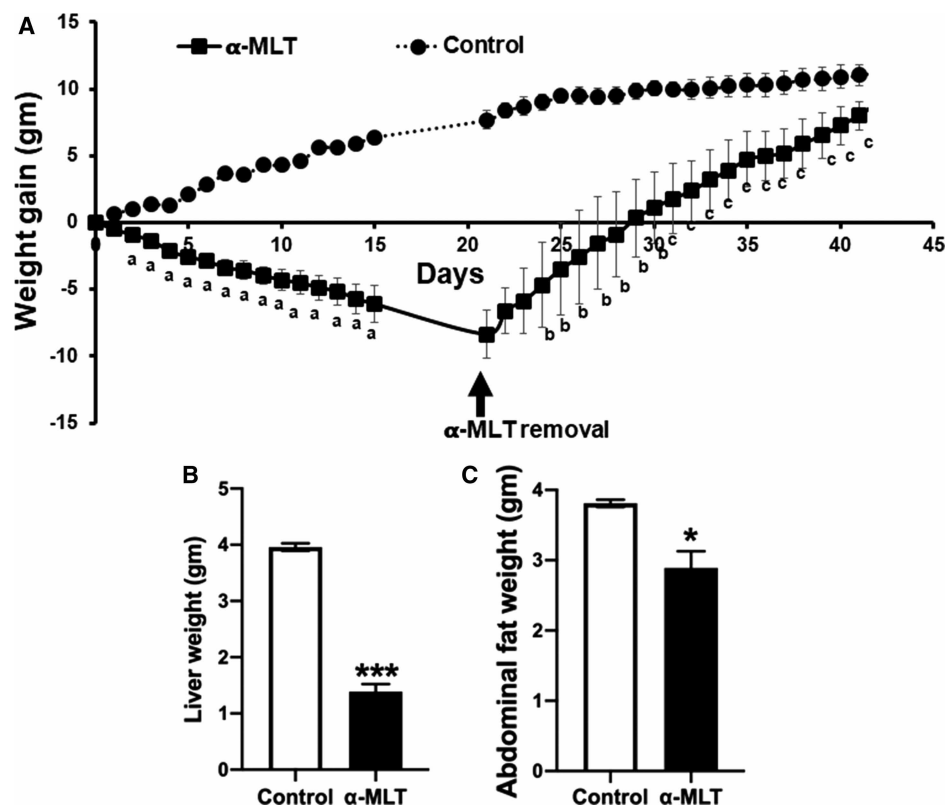 A
α-MLT
Control
Weight gain (gm)
15
10
5
0
-5
-10
-15
0 5 10 15 20 25 30 35 40 45
Days
a a a a a a a a a a a a a a
b b b b b b b
c c c e c c c c c c
α-MLT removal
B
Liver weight (gm)
5
4
3
2
1
0
***
Control α-MLT
C
Abdominal fat weight (gm)
4
3
2
1
0
*
Control α-MLT